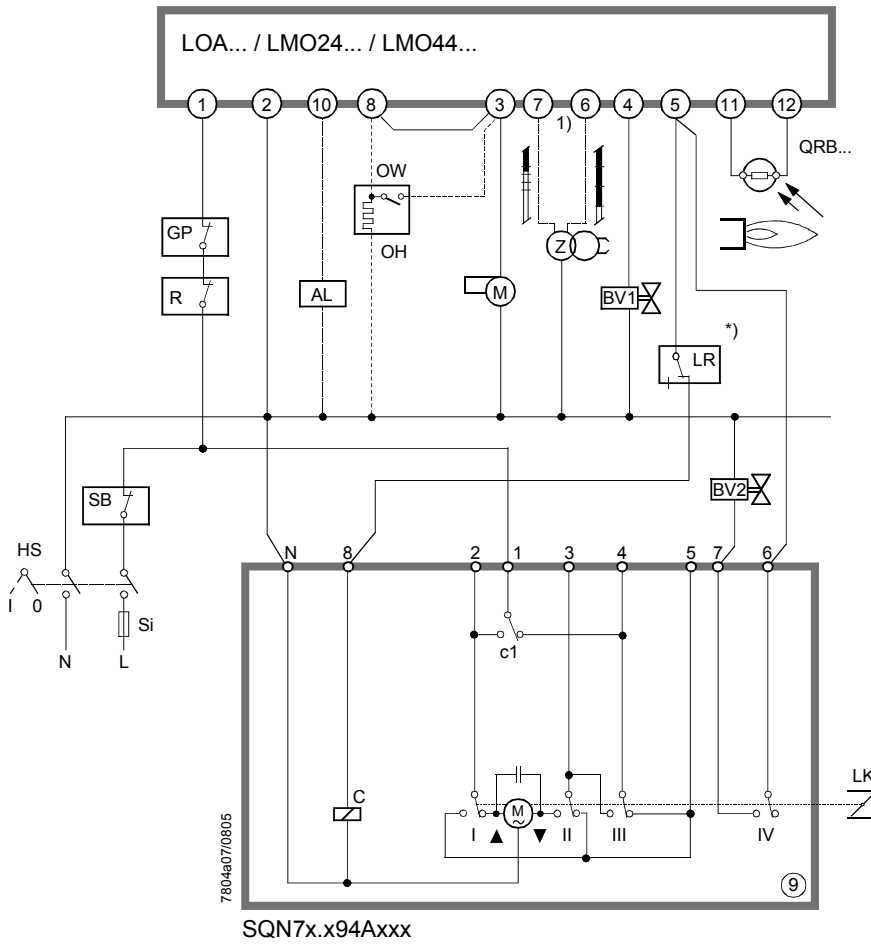 LOA... / LMO24... / LMO44...
1 2 10 8 3 7 6 4 5 11 12
1)
QRB...
OW
GP
OH
Z
R
AL
M
BV1
*)
LR
SB
BV2
HS
N 8 2 1 3 4 5 7 6
I 0
Si
c1
N L
LK
C
M
~
I ▲ ▼ II III IV
7804a07/0805
9
SQN7x.x94Axxx